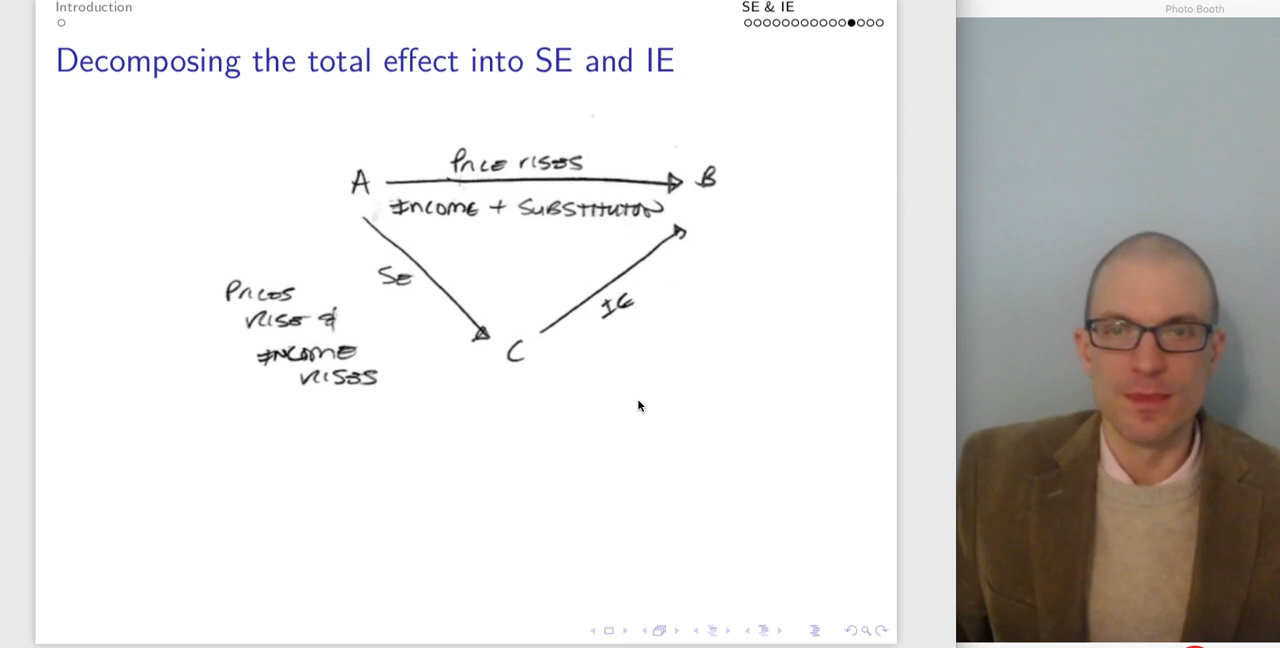 Introduction
SE & IE
Photo Booth
Decomposing the total effect into SE and IE
Price rises
A
B
Income + Substitution
SE
Prices
rise &
Income
rises
IE
C